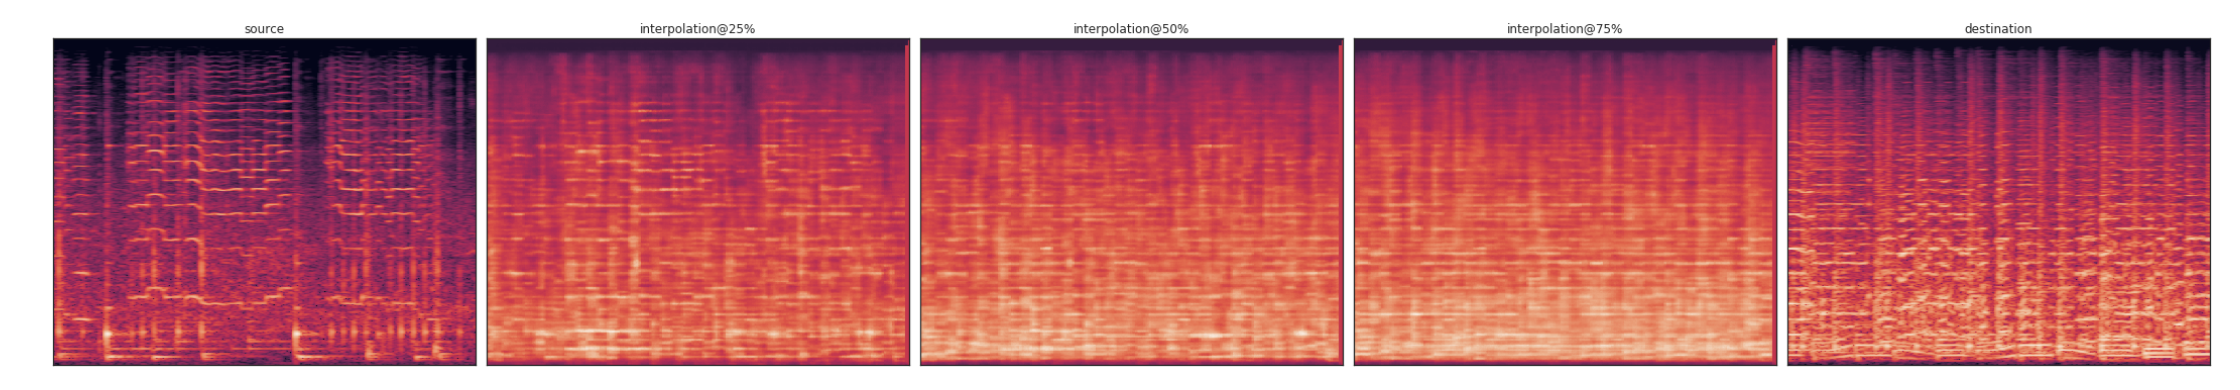 source
interpolation@25%
interpolation@50%
interpolation@75%
destination